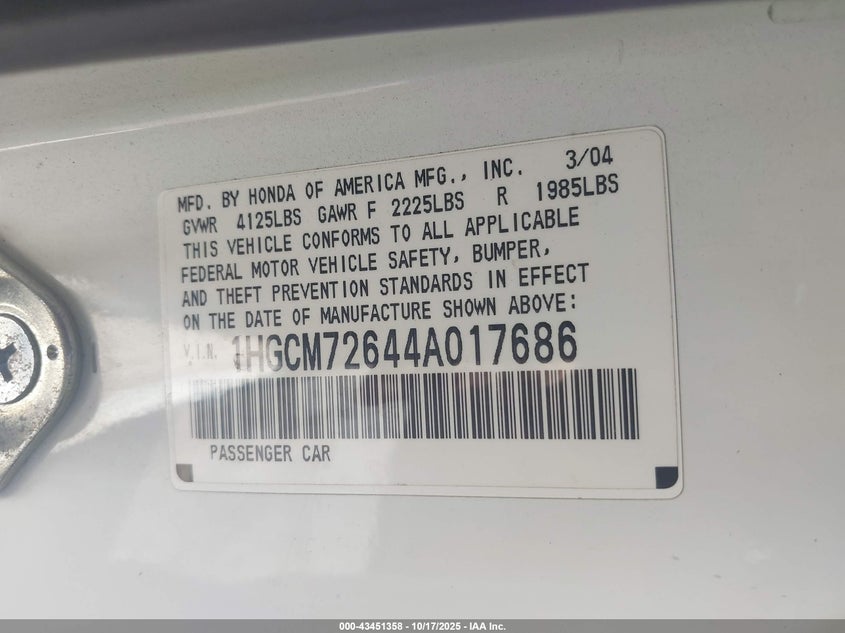 MFD. BY HONDA OF AMERICA MFG., INC. 3/04
GVWR 4125LBS GAWR F 2225LBS R 1985LBS
THIS VEHICLE CONFORMS TO ALL APPLICABLE
FEDERAL MOTOR VEHICLE SAFETY, BUMPER,
AND THEFT PREVENTION STANDARDS IN EFFECT
ON THE DATE OF MANUFACTURE SHOWN ABOVE:
V.I.N. 1HGCM72644A017686
PASSENGER CAR
000-43451358 - 10/17/2025 - IAA Inc.